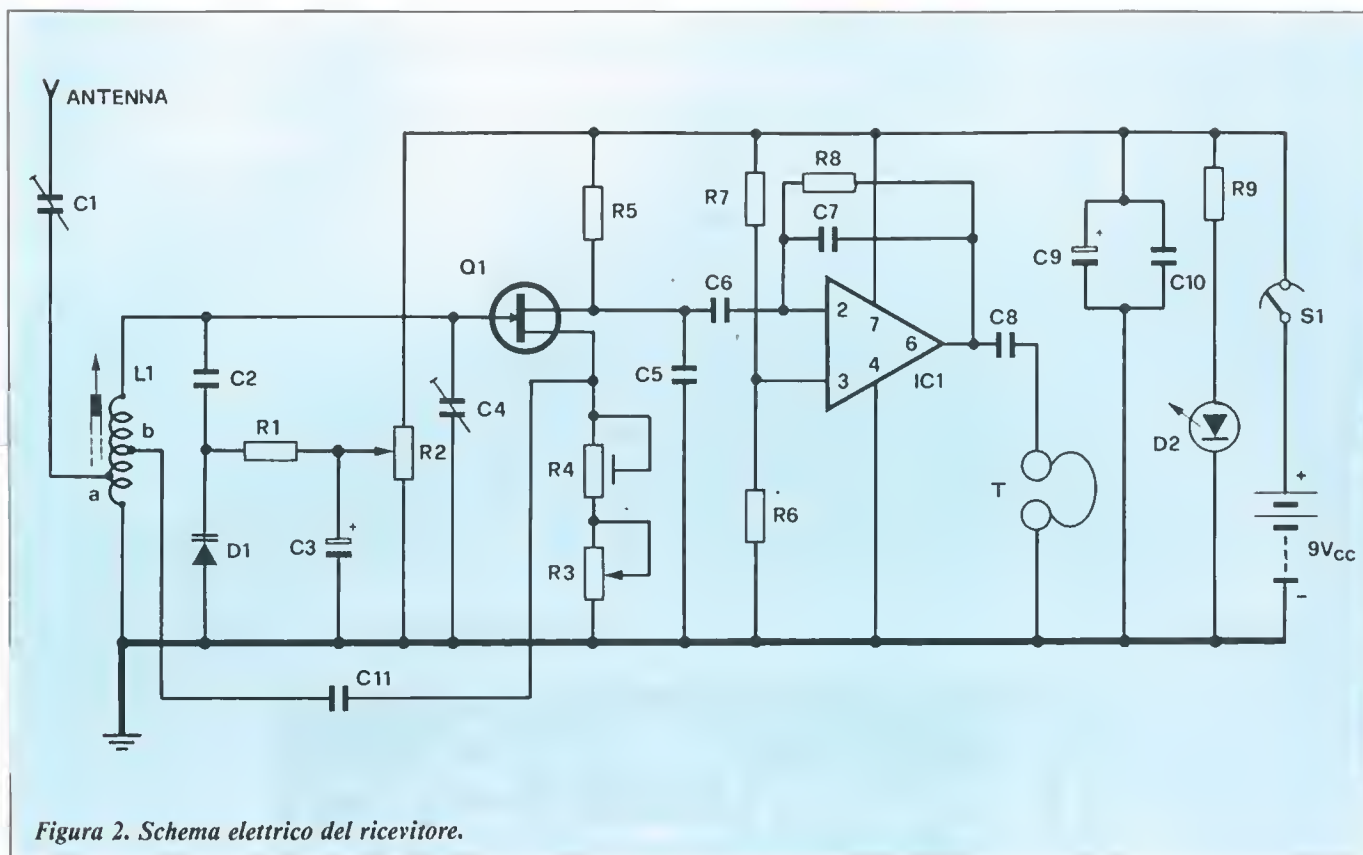 ANTENNA
C1
L1
b
a
C2
R1
D1
C3
R2
C4
Q1
R5
R4
R3
C5
C6
R7
R6
R8
C7
2
3
7
4
6
IC1
C8
T
C9
+
C10
R9
D2
S1
+
9Vcc
-
+
C11
Figura 2. Schema elettrico del ricevitore.